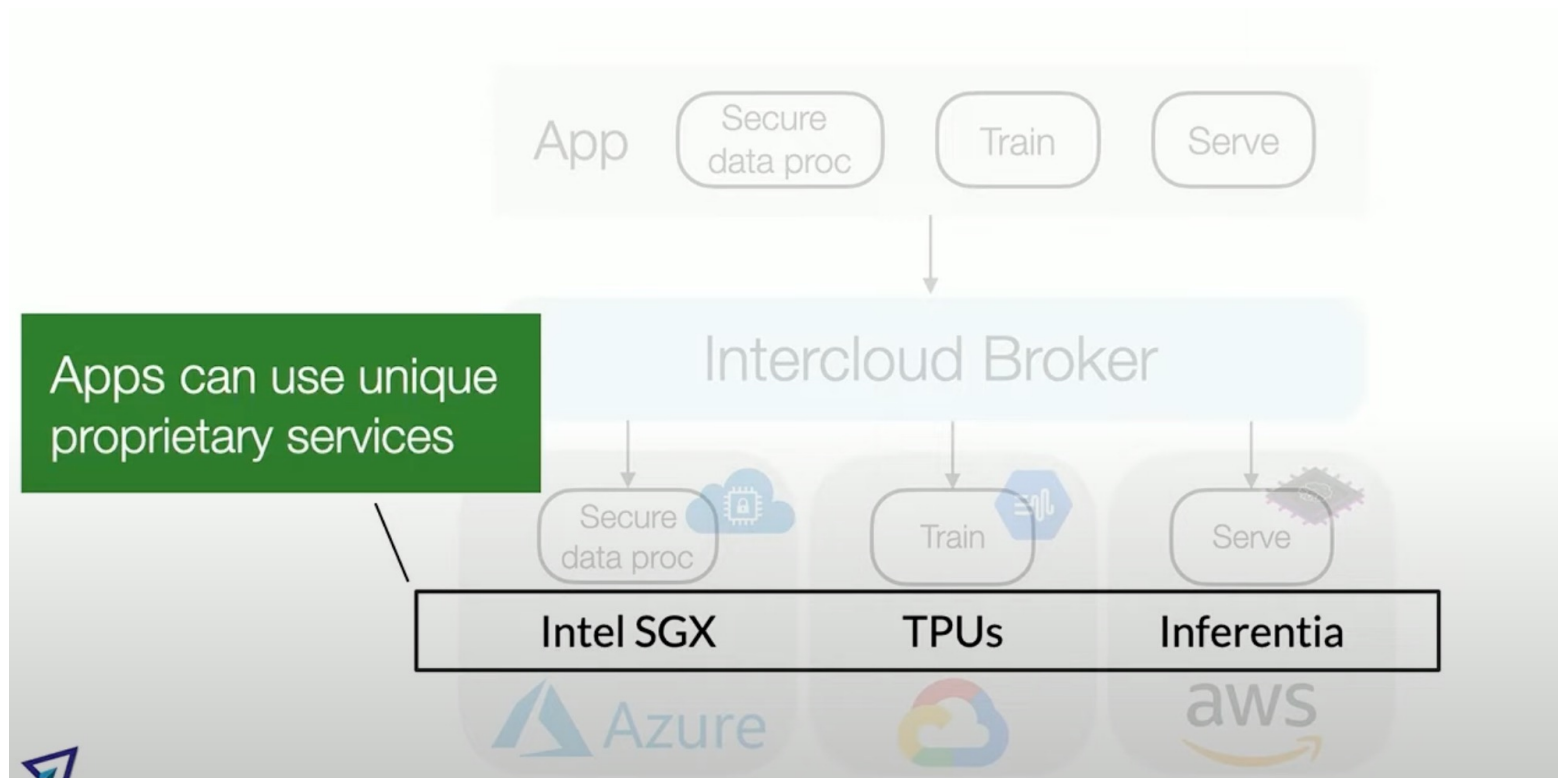 App
Secure
data proc
Train
Serve
Intercloud Broker
Apps can use unique
proprietary services
Secure
data proc
Train
Serve
Intel SGX
TPUs
Inferentia
Azure
aws